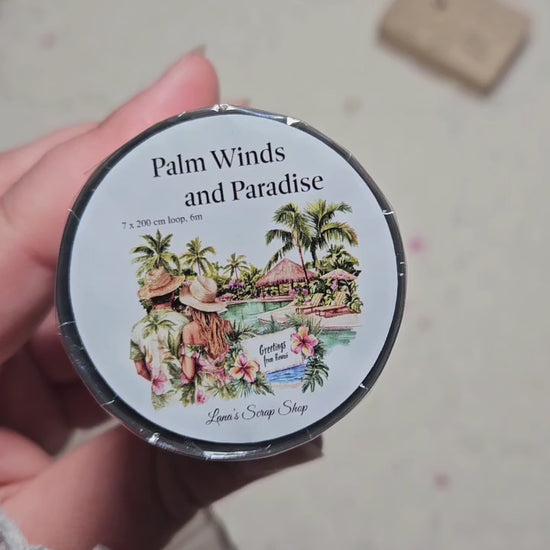 Palm Winds
and Paradise
7 x 200 cm loop, 6m
Greetings
from Hawaii
Lana's Scrap Shop